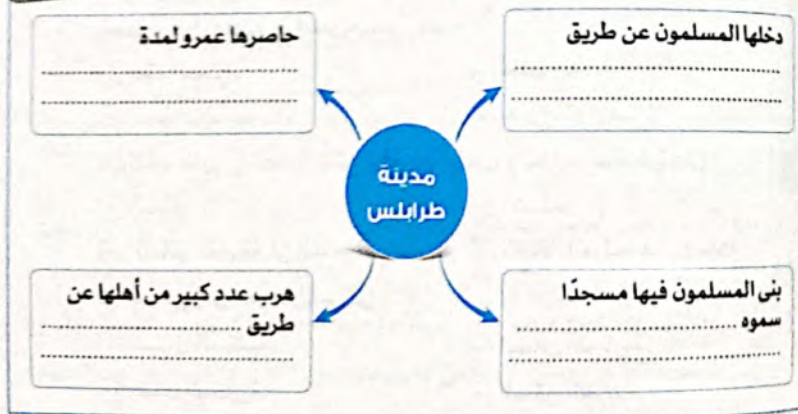 دخلها المسلمون عن طريق
................................................
................................................
حاصرها عمرو لمدة
................................................
................................................
مدينة
طرابلس
بنى المسلمون فيها مسجدًا
سموه ................................
................................................
هرب عدد كبير من أهلها عن
طريق ................................
................................................